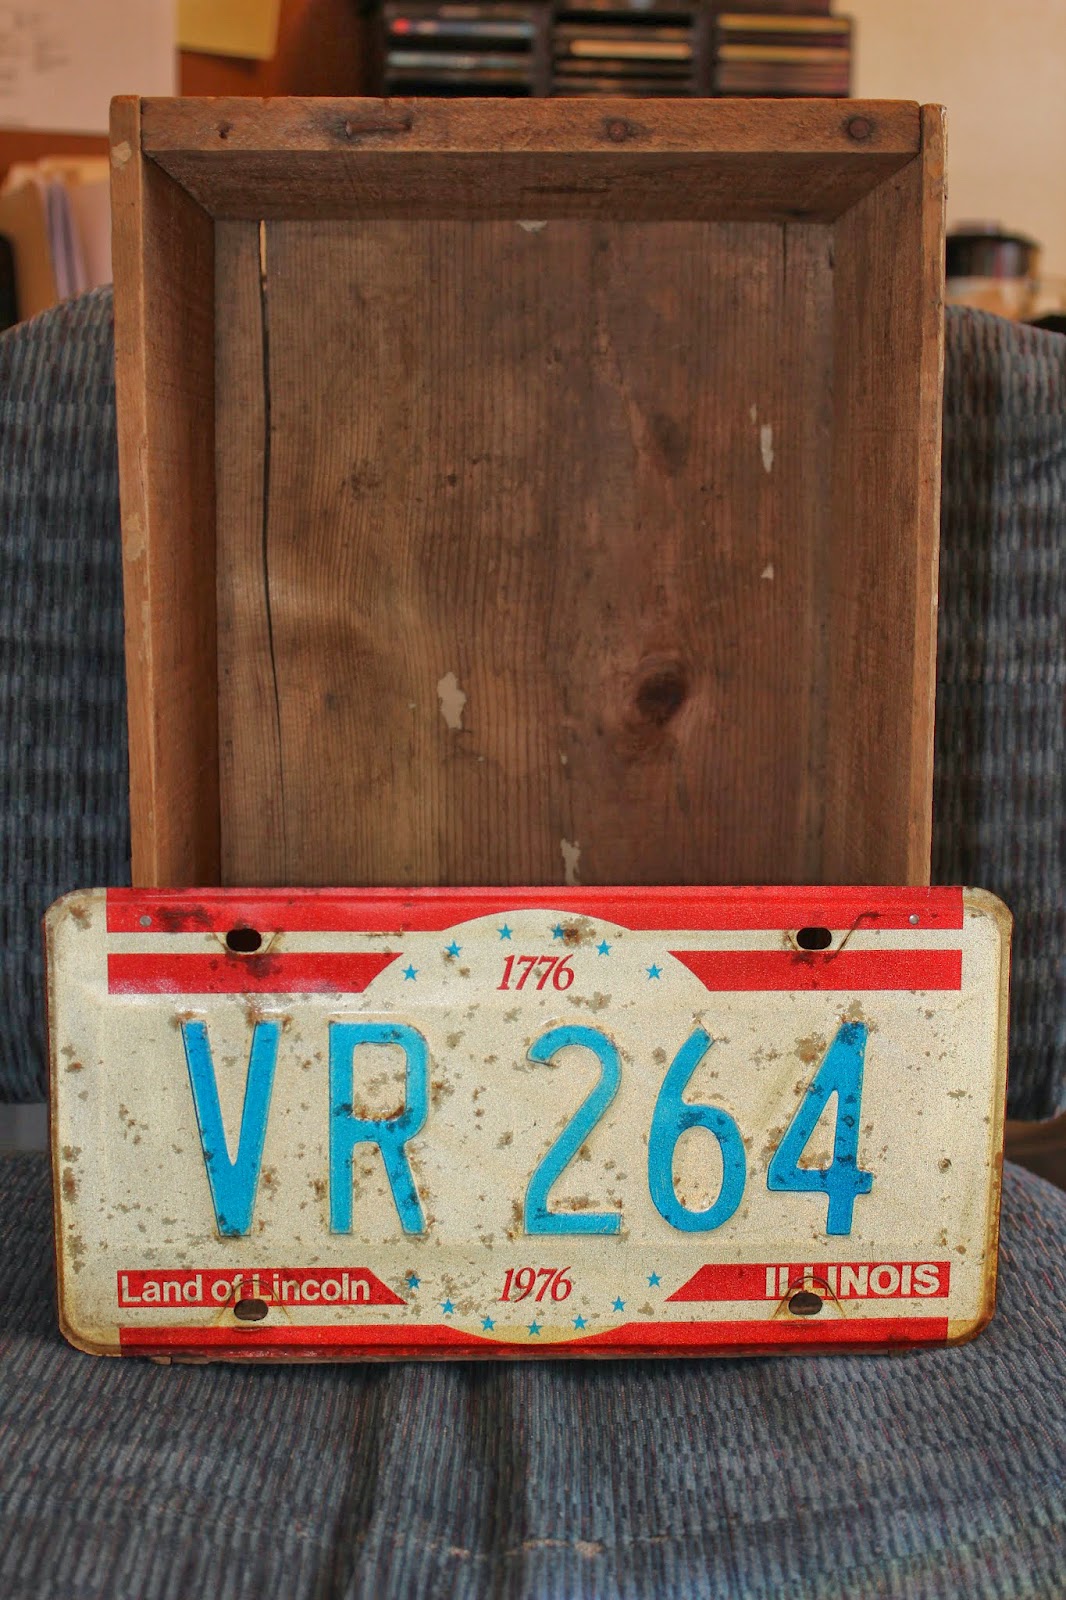 1776
VR 264
Land of Lincoln 1976 ILLINOIS